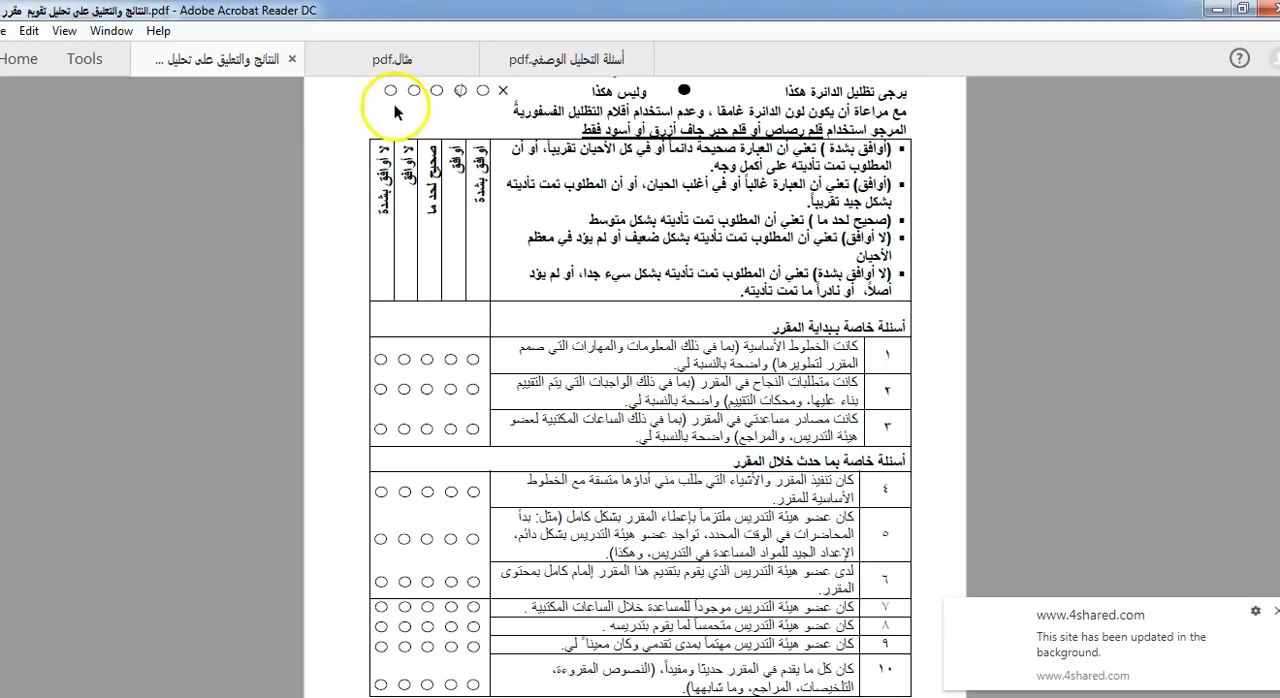 النتائج والتعليق على تحليل تقويم مقرر.pdf - Adobe Acrobat Reader DC
e Edit View Window Help
Home Tools النتائج والتعليق على تحليل ... × مثال.pdf أسئلة التحليل الوصفي.pdf
يرجى تظليل الدائرة هكذا وليس هكذا
مع مراعاة أن يكون لون الدائرة غامقا ، وعدم استخدام أقلام التظليل الفسفورية
المرجو استخدام قلم رصاص أو قلم حبر جاف أزرق أو أسود فقط
(أوافق بشدة ) تعني أن العبارة صحيحة دائماً أو في كل الأحيان تقريباً، أو أن
المطلوب تمت تأديته على أكمل وجه.
(أوافق) تعني أن العبارة غالباً أو في أغلب الحيان، أو أن المطلوب تمت تأديته
بشكل جيد تقريباً.
(صحيح لحد ما ) تعني أن المطلوب تمت تأديته بشكل متوسط
(لا أوافق) تعني أن المطلوب تمت تأديته بشكل ضعيف أو لم يؤد في معظم
الأحيان
(لا أوافق بشدة) تعني أن المطلوب تمت تأديته بشكل سيء جدا، أو لم يؤد
أصلاً، أو نادراً ما تمت تأديته.
أوافق بشدة
أوافق
صحيح لحد ما
لا أوافق
لا أوافق بشدة
أسئلة خاصة ببداية المقرر
١ كانت الخطوط الأساسية (بما في ذلك المعلومات والمهارات التي صمم
المقرر لتطويرها) واضحة بالنسبة لي.
٢ كانت متطلبات النجاح في المقرر (بما في ذلك الواجبات التي يتم التقييم
بناء عليها، ومحكات التقييم) واضحة بالنسبة لي.
٣ كانت مصادر مساعدتي في المقرر (بما في ذلك الساعات المكتبية لعضو
هيئة التدريس، والمراجع) واضحة بالنسبة لي.
أسئلة خاصة بما حدث خلال المقرر
٤ كان تنفيذ المقرر والأشياء التي طلب مني أداؤها متسقة مع الخطوط
الأساسية للمقرر.
٥ كان عضو هيئة التدريس ملتزماً بإعطاء المقرر بشكل كامل (مثل: بدأ
المحاضرات في الوقت المحدد، تواجد عضو هيئة التدريس بشكل دائم،
الإعداد الجيد للمواد المساعدة في التدريس، وهكذا).
٦ لدى عضو هيئة التدريس الذي يقوم بتقديم هذا المقرر إلمام كامل بمحتوى
المقرر.
٧ كان عضو هيئة التدريس موجوداً للمساعدة خلال الساعات المكتبية .
٨ كان عضو هيئة التدريس متحمساً لما يقوم بتدريسه .
٩ كان عضو هيئة التدريس مهتماً بمدى تقدمي وكان معيناً لي.
١٠ كان كل ما يقدم في المقرر حديثا ومفيداً، (النصوص المقروءة،
التلخيصات، المراجع، وما شابهها).
www.4shared.com
This site has been updated in the
background.
www.4shared.com